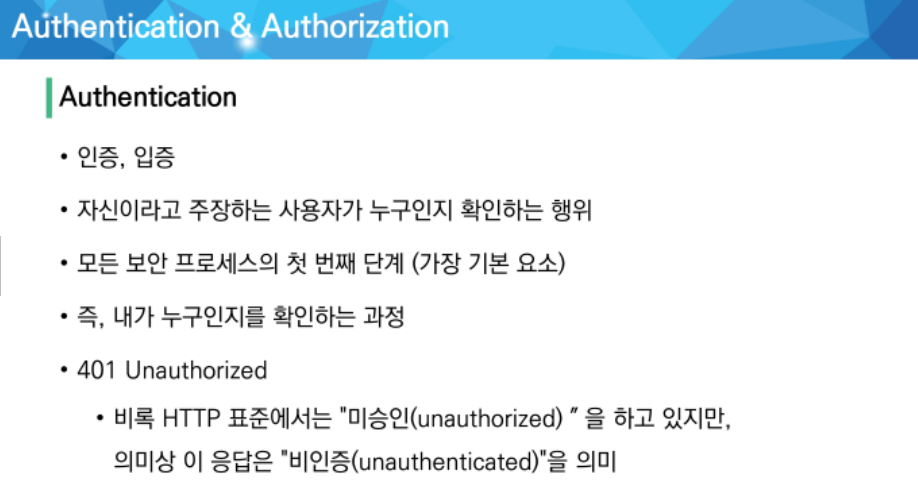 Authentication & Authorization
Authentication
• 인증, 입증
• 자신이라고 주장하는 사용자가 누구인지 확인하는 행위
• 모든 보안 프로세스의 첫 번째 단계 (가장 기본 요소)
• 즉, 내가 누구인지를 확인하는 과정
• 401 Unauthorized
• 비록 HTTP 표준에서는 "미승인(unauthorized) ″ 을 하고 있지만,
의미상 이 응답은 "비인증(unauthenticated)"을 의미